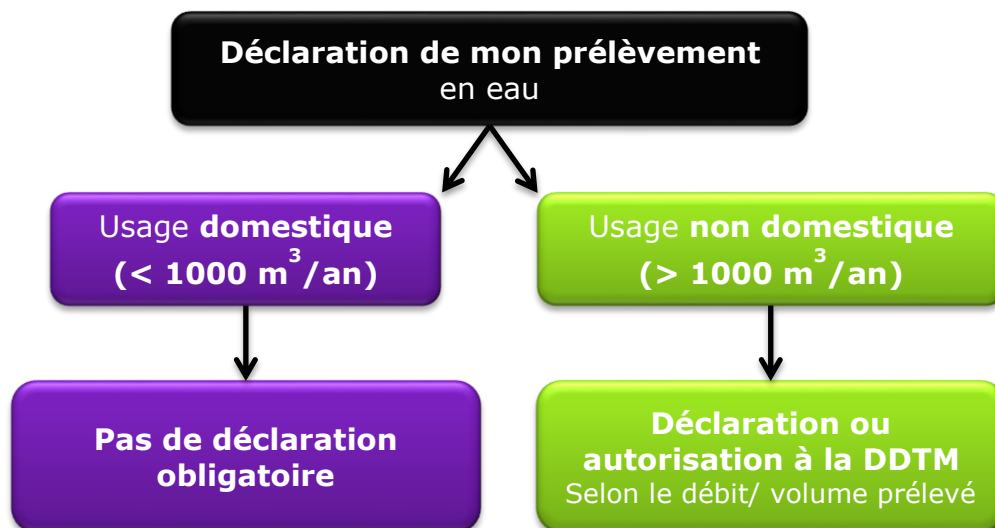 Déclaration de mon prélèvement
en eau
Usage domestique
(< 1000 m³/an)
Usage non domestique
(> 1000 m³/an)
Pas de déclaration
obligatoire
Déclaration ou
autorisation à la DDTM
Selon le débit/ volume prélevé